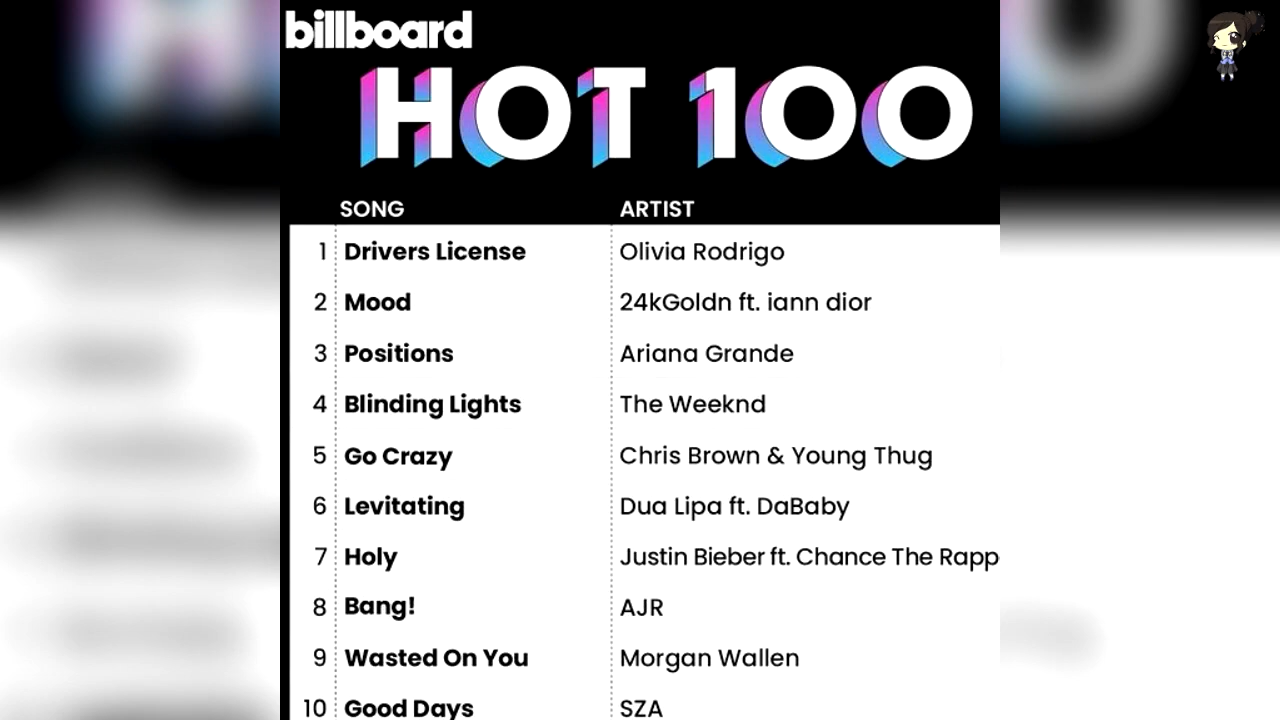 billboard
HOT 100
SONG ARTIST
1 Drivers License Olivia Rodrigo
2 Mood 24kGoldn ft. iann dior
3 Positions Ariana Grande
4 Blinding Lights The Weeknd
5 Go Crazy Chris Brown & Young Thug
6 Levitating Dua Lipa ft. DaBaby
7 Holy Justin Bieber ft. Chance The Rapp
8 Bang! AJR
9 Wasted On You Morgan Wallen
10 Good Days SZA